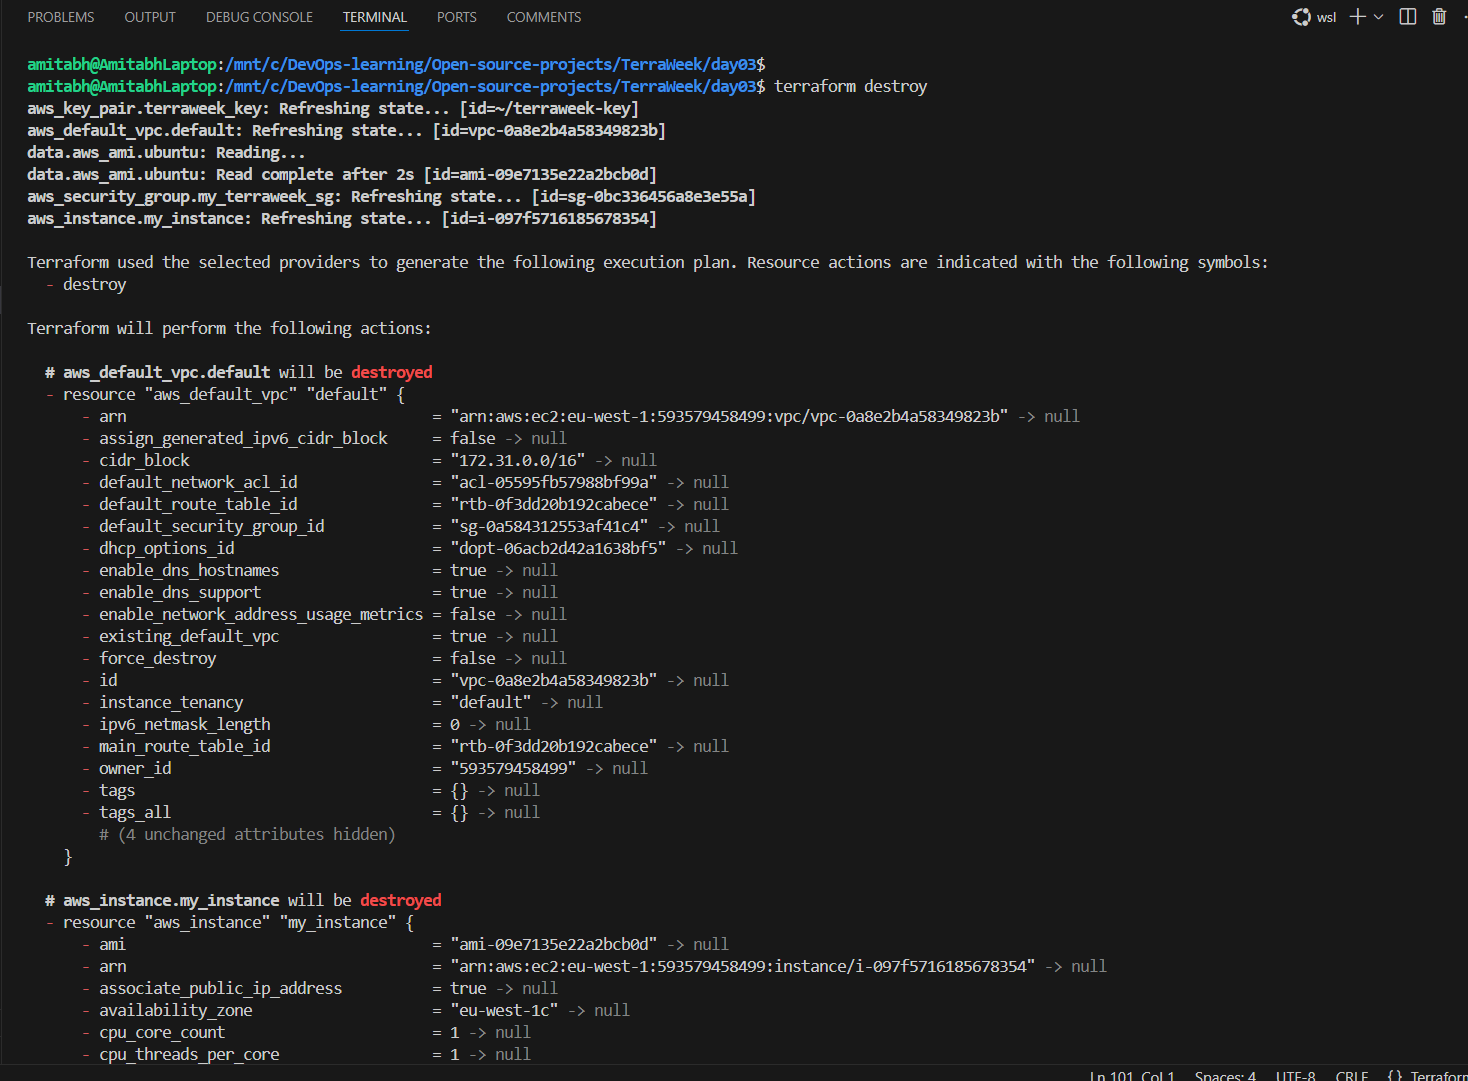 PROBLEMS OUTPUT DEBUG CONSOLE TERMINAL PORTS COMMENTS wsl
amitabh@AmitabhLaptop:/mnt/c/DevOps-learning/Open-source-projects/TerraWeek/day03$
amitabh@AmitabhLaptop:/mnt/c/DevOps-learning/Open-source-projects/TerraWeek/day03$ terraform destroy
aws_key_pair.terraweek_key: Refreshing state... [id=~/terraweek-key]
aws_default_vpc.default: Refreshing state... [id=vpc-0a8e2b4a58349823b]
data.aws_ami.ubuntu: Reading...
data.aws_ami.ubuntu: Read complete after 2s [id=ami-09e7135e22a2bcb0d]
aws_security_group.my_terraweek_sg: Refreshing state... [id=sg-0bc336456a8e3e55a]
aws_instance.my_instance: Refreshing state... [id=i-097f5716185678354]
Terraform used the selected providers to generate the following execution plan. Resource actions are indicated with the following symbols:
- destroy
Terraform will perform the following actions:
# aws_default_vpc.default will be destroyed
- resource "aws_default_vpc" "default" {
- arn = "arn:aws:ec2:eu-west-1:593579458499:vpc/vpc-0a8e2b4a58349823b" -> null
- assign_generated_ipv6_cidr_block = false -> null
- cidr_block = "172.31.0.0/16" -> null
- default_network_acl_id = "acl-05595fb57988bf99a" -> null
- default_route_table_id = "rtb-0f3dd20b192cabece" -> null
- default_security_group_id = "sg-0a584312553af41c4" -> null
- dhcp_options_id = "dopt-06acb2d42a1638bf5" -> null
- enable_dns_hostnames = true -> null
- enable_dns_support = true -> null
- enable_network_address_usage_metrics = false -> null
- existing_default_vpc = true -> null
- force_destroy = false -> null
- id = "vpc-0a8e2b4a58349823b" -> null
- instance_tenancy = "default" -> null
- ipv6_netmask_length = 0 -> null
- main_route_table_id = "rtb-0f3dd20b192cabece" -> null
- owner_id = "593579458499" -> null
- tags = {} -> null
- tags_all = {} -> null
# (4 unchanged attributes hidden)
}
# aws_instance.my_instance will be destroyed
- resource "aws_instance" "my_instance" {
- ami = "ami-09e7135e22a2bcb0d" -> null
- arn = "arn:aws:ec2:eu-west-1:593579458499:instance/i-097f5716185678354" -> null
- associate_public_ip_address = true -> null
- availability_zone = "eu-west-1c" -> null
- cpu_core_count = 1 -> null
- cpu_threads_per_core = 1 -> null
Ln 101, Col 1 Spaces: 4 UTF-8 CRLF {} Terraform